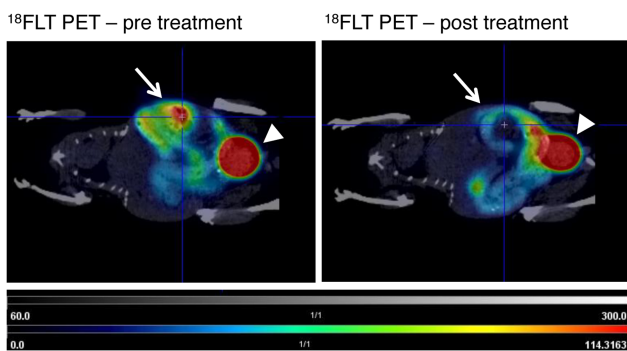 ¹⁸FLT PET – pre treatment
¹⁸FLT PET – post treatment
60.0 1/1 300.0
0.0 1/1 114.3163